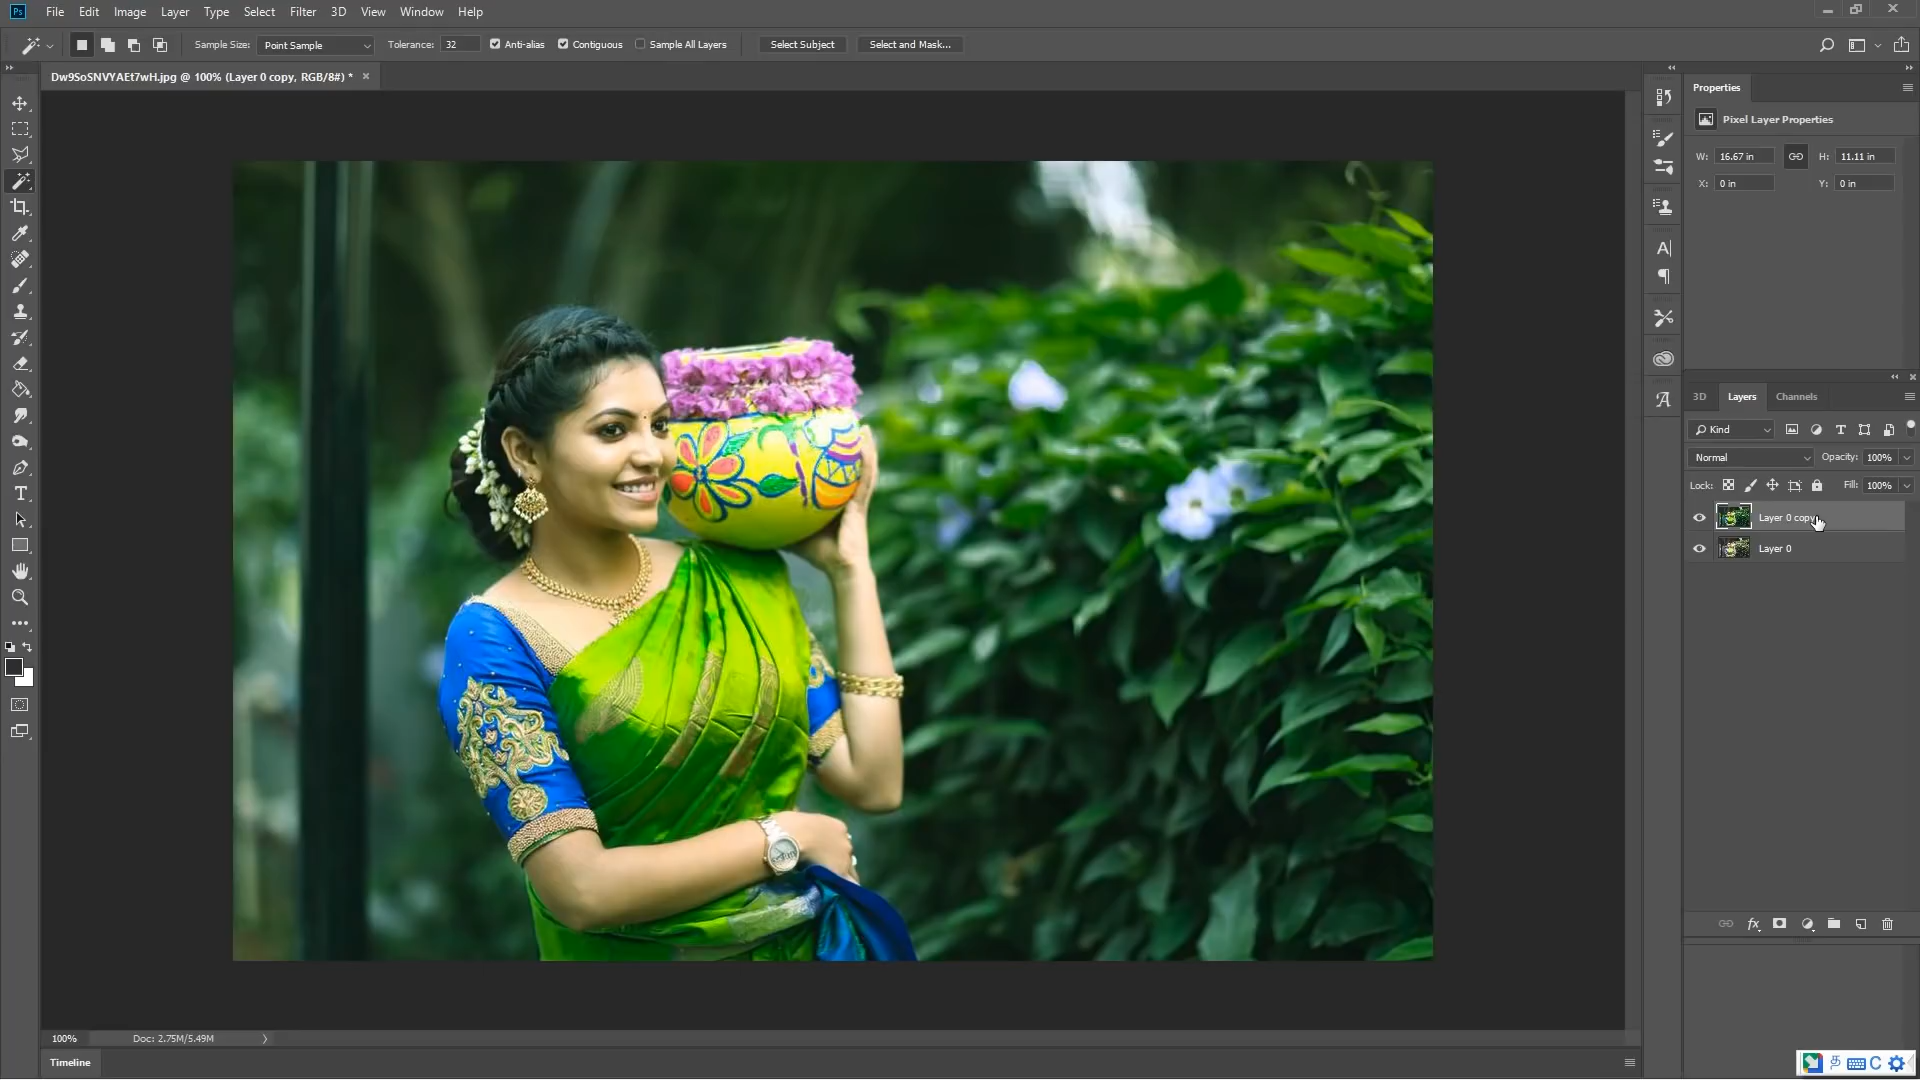 Ps File Edit Image Layer Type Select Filter 3D View Window Help
Sample Size: Point Sample Tolerance: 32 Anti-alias Contiguous Sample All Layers Select Subject Select and Mask...
Dw9SoSNVYAEt7wH.jpg @ 100% (Layer 0 copy, RGB/8#) * ×
Properties
Pixel Layer Properties
W: 16.67 in H: 11.11 in
X: 0 in Y: 0 in
3D Layers Channels
Kind
Normal Opacity: 100%
Lock: Fill: 100%
Layer 0 copy
Layer 0
100% Doc: 2.75M/5.49M
Timeline